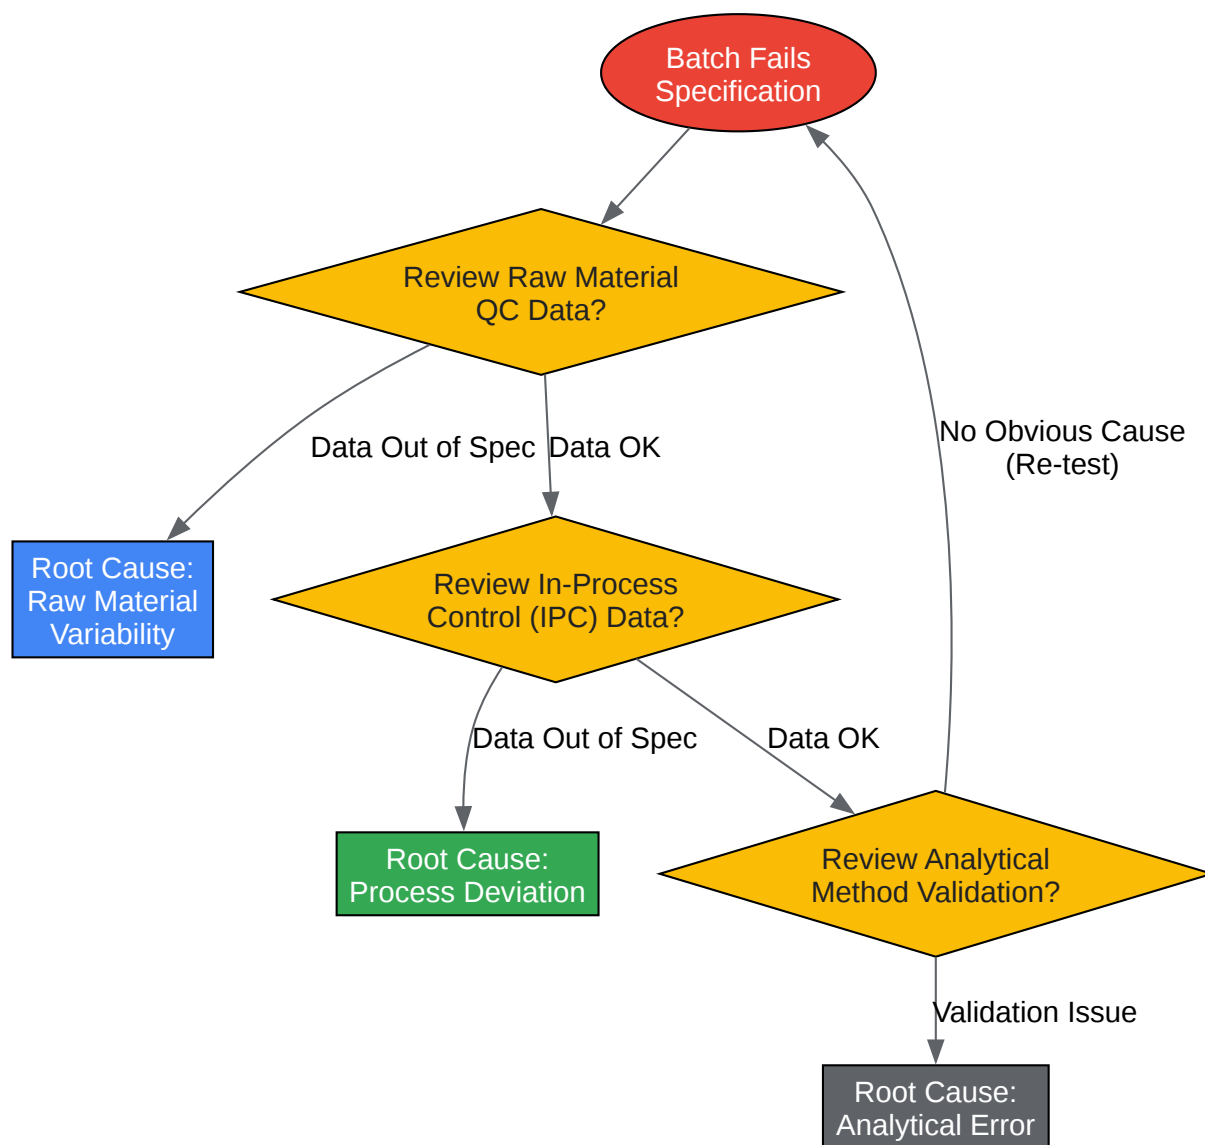 Batch Fails
Specification
Review Raw Material
QC Data?
No Obvious Cause
(Re-test)
Data Out of Spec
Data OK
Root Cause:
Raw Material
Variability
Review In-Process
Control (IPC) Data?
Data Out of Spec
Data OK
Root Cause:
Process Deviation
Review Analytical
Method Validation?
Validation Issue
Root Cause:
Analytical Error